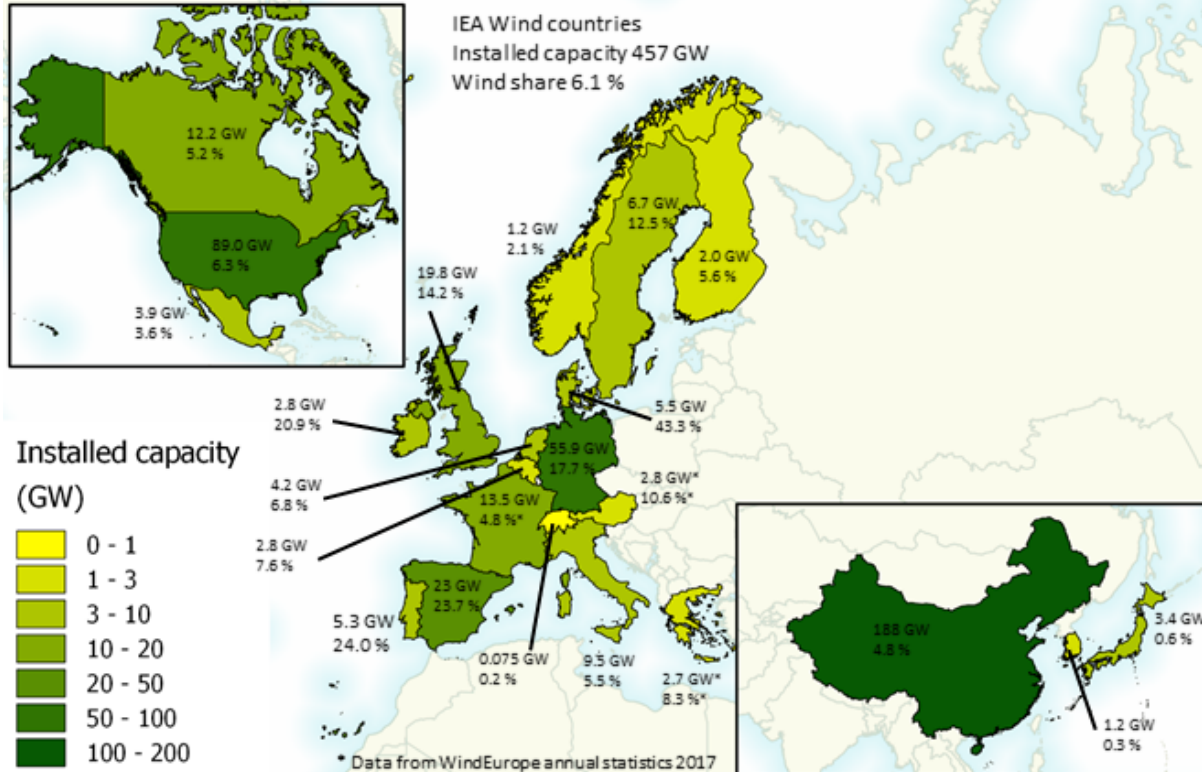 IEA Wind countries
Installed capacity 457 GW
Wind share 6.1 %
12.2 GW
5.2 %
89.0 GW
6.3 %
3.9 GW
3.6 %
1.2 GW
2.1 %
6.7 GW
12.5 %
2.0 GW
5.6 %
19.8 GW
14.2 %
2.8 GW
20.9 %
5.5 GW
43.3 %
55.9 GW
17.7 %
4.2 GW
6.8 %
2.8 GW*
10.6 %*
13.5 GW
4.8 %*
2.8 GW
7.6 %
23 GW
23.7 %
5.3 GW
24.0 %
0.075 GW
0.2 %
9.3 GW
5.5 %
2.7 GW*
8.3 %*
188 GW
4.8 %
3.4 GW
0.6 %
1.2 GW
0.3 %
Installed capacity
(GW)
0 - 1
1 - 3
3 - 10
10 - 20
20 - 50
50 - 100
100 - 200
* Data from WindEurope annual statistics 2017